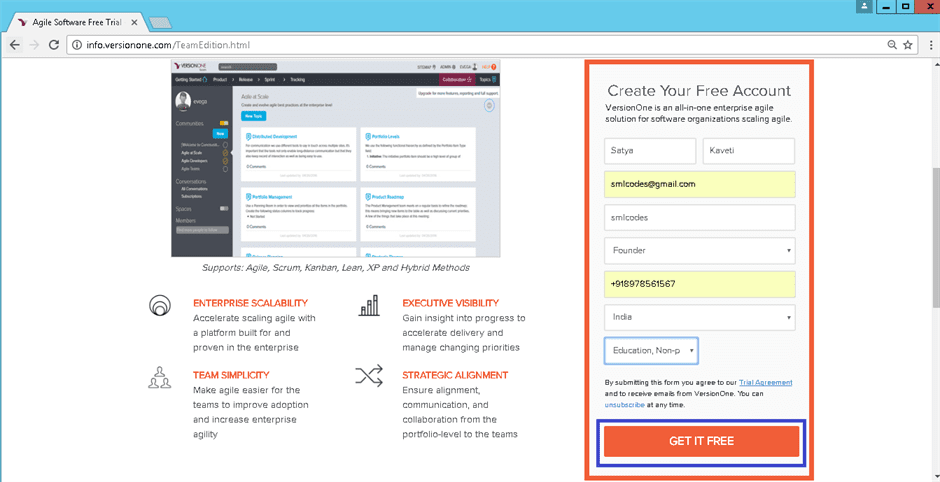 Agile Software Free Trial
info.versionone.com/TeamEdition.html
VERSIONONE
Getting Started Product Release Sprint Tracking Collaboration Topics
Upgrade for more features, reporting and full support
evega
Agile at Scale
Create and evolve agile best practices at the enterprise level
New Topic
Communities
New
Agile at Scale
Agile Developers
Agile Teams
Conversations
All Conversations
Subscriptions
Spaces
Members
Distributed Development
0 Comments
Portfolio Levels
0 Comments
Portfolio Management
0 Comments
Product Roadmap
0 Comments
Supports: Agile, Scrum, Kanban, Lean, XP and Hybrid Methods
ENTERPRISE SCALABILITY
Accelerate scaling agile with
a platform built for and
proven in the enterprise
EXECUTIVE VISIBILITY
Gain insight into progress to
accelerate delivery and
manage changing priorities
TEAM SIMPLICITY
Make agile easier for the
teams to improve adoption
and increase enterprise
agility
STRATEGIC ALIGNMENT
Ensure alignment,
communication, and
collaboration from the
portfolio-level to the teams
Create Your Free Account
VersionOne is an all-in-one enterprise agile
solution for software organizations scaling agile.
Satya Kaveti
smlcodes@gmail.com
smlcodes
Founder
+918978561567
India
Education, Non-p
By submitting this form you agree to our Trial Agreement
and to receive emails from VersionOne. You can
unsubscribe at any time.
GET IT FREE